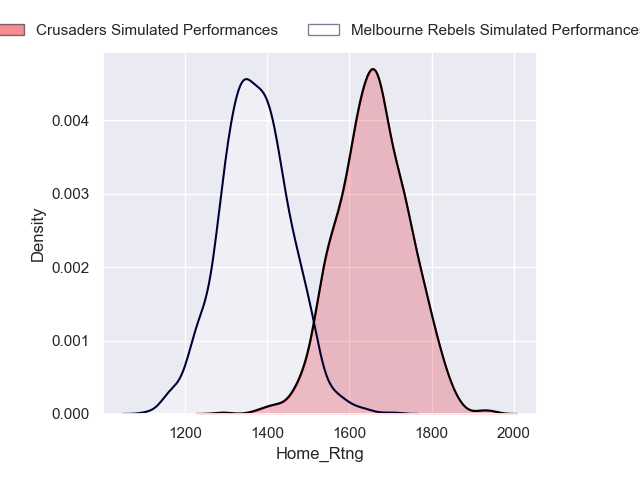 Crusaders Simulated Performances
Melbourne Rebels Simulated Performance
0.004
0.003
0.002
0.001
0.000
Density
1200 1400 1600 1800 2000
Home_Rtng